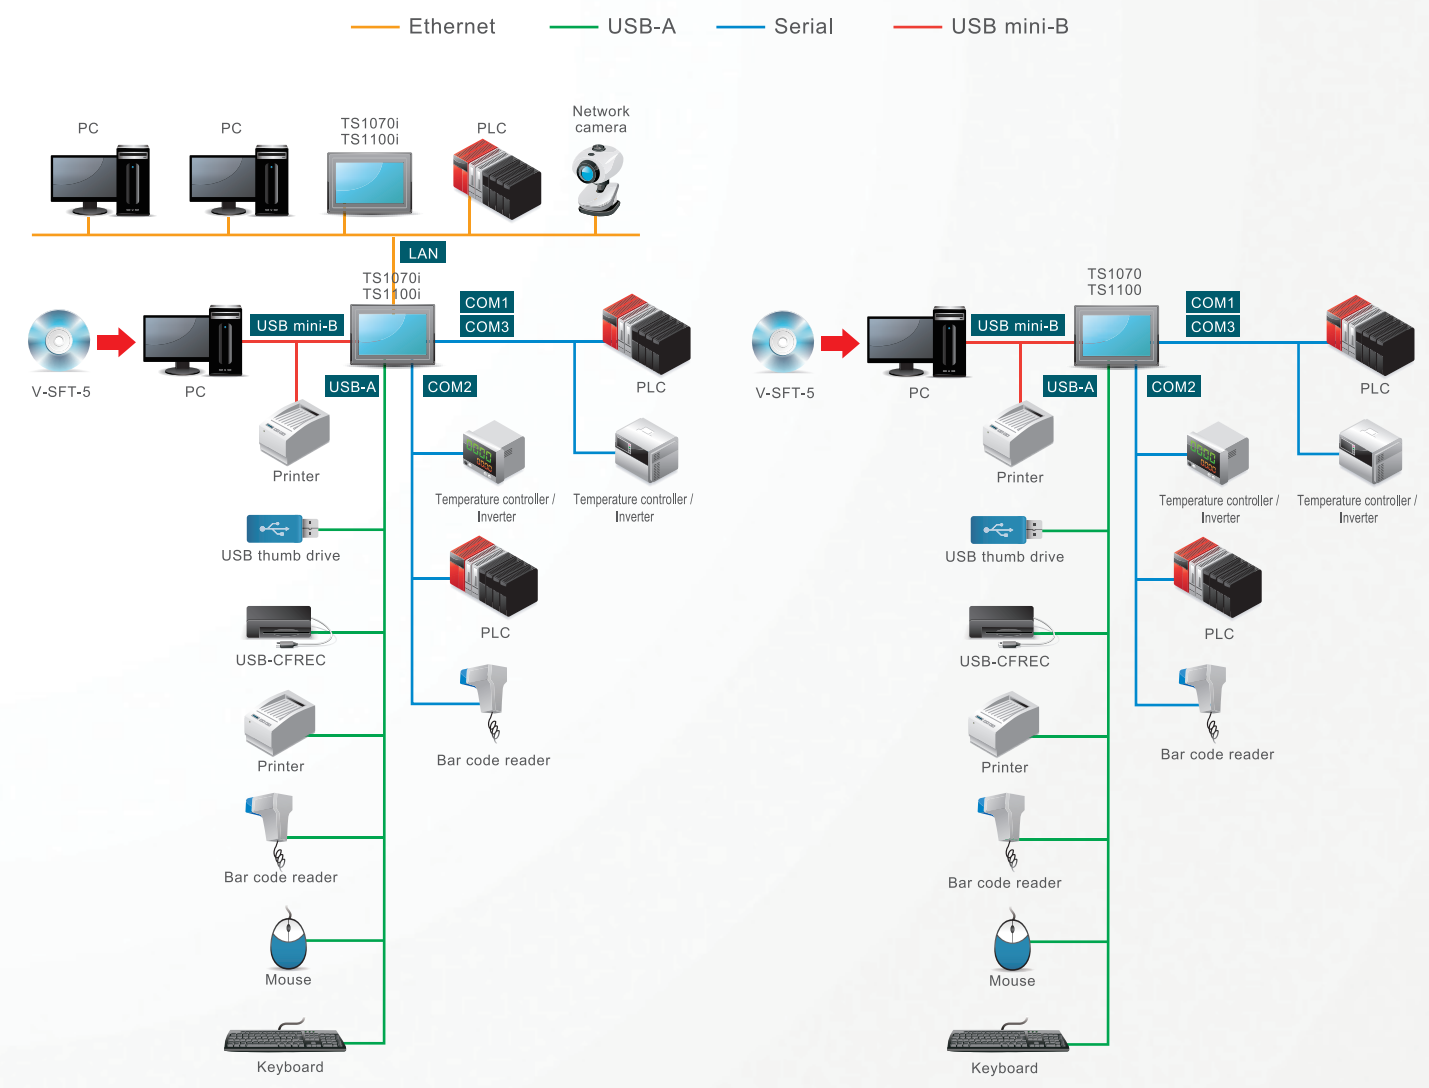 Ethernet
USB-A
Serial
USB mini-B
PC
PC
TS1070i
TS1100i
PLC
Network
camera
LAN
TS1070i
TS1100i
COM1
COM3
USB mini-B
V-SFT-5
PC
USB-A
COM2
PLC
Printer
Temperature controller /
Inverter
Temperature controller /
Inverter
USB thumb drive
PLC
USB-CFREC
Printer
Bar code reader
Bar code reader
Mouse
Keyboard
TS1070
TS1100
COM1
COM3
USB mini-B
V-SFT-5
PC
USB-A
COM2
PLC
Printer
Temperature controller /
Inverter
Temperature controller /
Inverter
USB thumb drive
PLC
USB-CFREC
Printer
Bar code reader
Bar code reader
Mouse
Keyboard